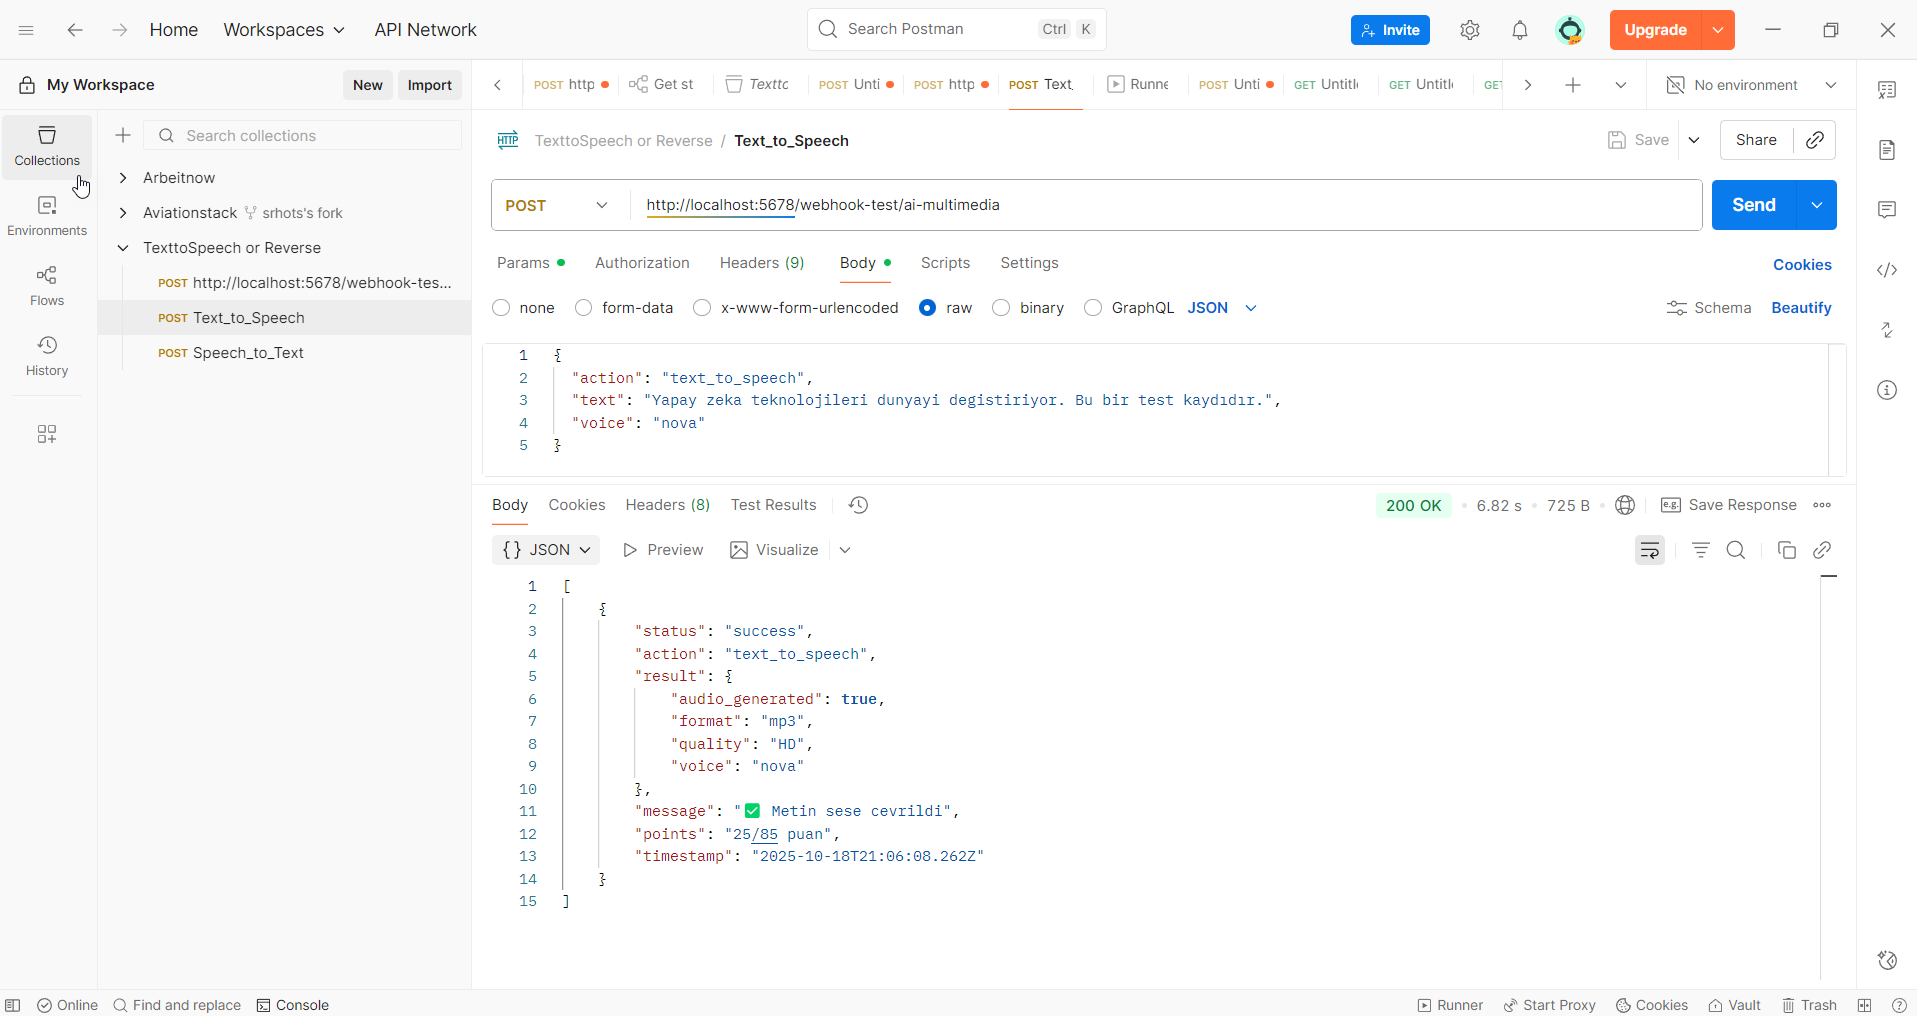 Home
Workspaces
API Network
Search Postman
Ctrl K
Invite
Upgrade
My Workspace
New
Import
POST http
Get st
Texttc
POST Unti
POST http
POST Text_
Runne
POST Unti
GET Untitle
GET Untitle
GET
No environment
Collections
Environments
Flows
History
Search collections
Arbeitnow
Aviationstack srhots's fork
TexttoSpeech or Reverse
POST http://localhost:5678/webhook-tes...
POST Text_to_Speech
POST Speech_to_Text
HTTP TexttoSpeech or Reverse / Text_to_Speech
Save
Share
POST
http://localhost:5678/webhook-test/ai-multimedia
Send
Params
Authorization
Headers (9)
Body
Scripts
Settings
Cookies
none
form-data
x-www-form-urlencoded
raw
binary
GraphQL
JSON
Schema
Beautify
1 {
2 "action": "text_to_speech",
3 "text": "Yapay zeka teknolojileri dunyayi degistiriyor. Bu bir test kaydıdır.",
4 "voice": "nova"
5 }
Body
Cookies
Headers (8)
Test Results
200 OK
6.82 s
725 B
e.g. Save Response
{} JSON
Preview
Visualize
1 [
2 {
3 "status": "success",
4 "action": "text_to_speech",
5 "result": {
6 "audio_generated": true,
7 "format": "mp3",
8 "quality": "HD",
9 "voice": "nova"
10 },
11 "message": "✅ Metin sese cevrildi",
12 "points": "25/85 puan",
13 "timestamp": "2025-10-18T21:06:08.262Z"
14 }
15 ]
Online
Find and replace
Console
Runner
Start Proxy
Cookies
Vault
Trash